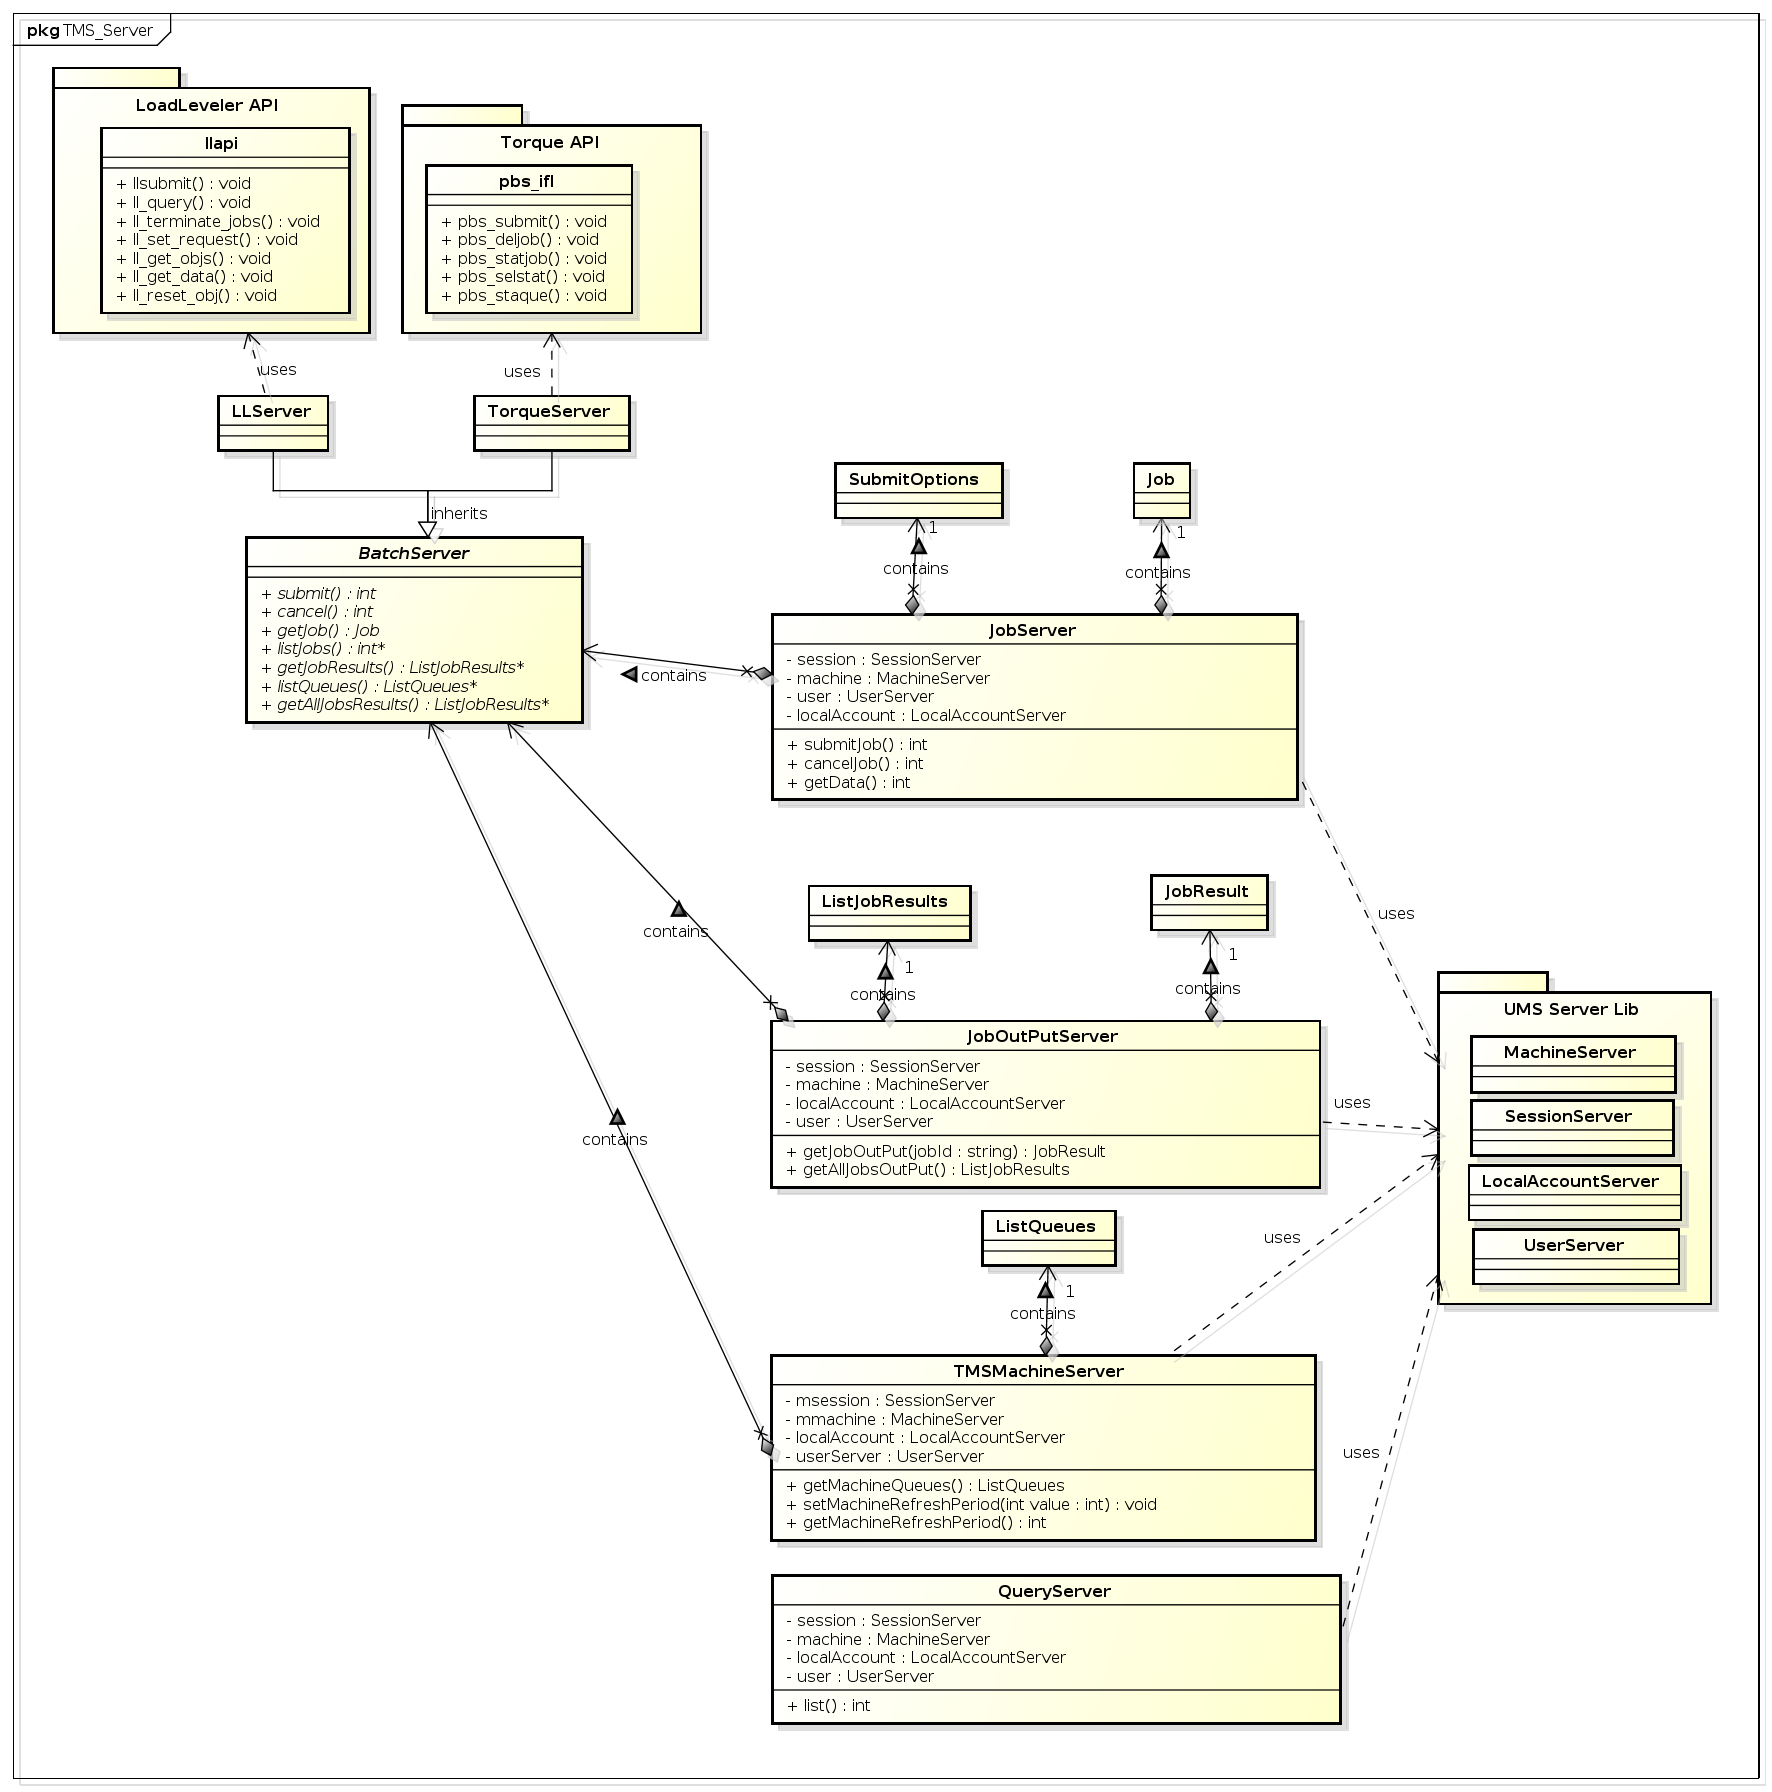 pkg TMS_Server
LoadLeveler API
llapi
+ llsubmit() : void
+ ll_query() : void
+ ll_terminate_jobs() : void
+ ll_set_request() : void
+ ll_get_objs() : void
+ ll_get_data() : void
+ ll_reset_obj() : void
Torque API
pbs_ifl
+ pbs_submit() : void
+ pbs_deljob() : void
+ pbs_statjob() : void
+ pbs_selstat() : void
+ pbs_staque() : void
uses
uses
LLServer
TorqueServer
inherits
BatchServer
+ submit() : int
+ cancel() : int
+ getJob() : Job
+ listJobs() : int*
+ getJobResults() : ListJobResults*
+ listQueues() : ListQueues*
+ getAllJobsResults() : ListJobResults*
SubmitOptions
1
contains
Job
1
contains
contains
JobServer
- session : SessionServer
- machine : MachineServer
- user : UserServer
- localAccount : LocalAccountServer
+ submitJob() : int
+ cancelJob() : int
+ getData() : int
uses
contains
ListJobResults
1
contains
JobResult
1
contains
JobOutPutServer
- session : SessionServer
- machine : MachineServer
- localAccount : LocalAccountServer
- user : UserServer
+ getJobOutPut(jobId : string) : JobResult
+ getAllJobsOutPut() : ListJobResults
uses
UMS Server Lib
MachineServer
SessionServer
LocalAccountServer
UserServer
contains
ListQueues
1
contains
uses
TMSMachineServer
- msession : SessionServer
- mmachine : MachineServer
- localAccount : LocalAccountServer
- userServer : UserServer
+ getMachineQueues() : ListQueues
+ setMachineRefreshPeriod(int value : int) : void
+ getMachineRefreshPeriod() : int
uses
QueryServer
- session : SessionServer
- machine : MachineServer
- localAccount : LocalAccountServer
- user : UserServer
+ list() : int